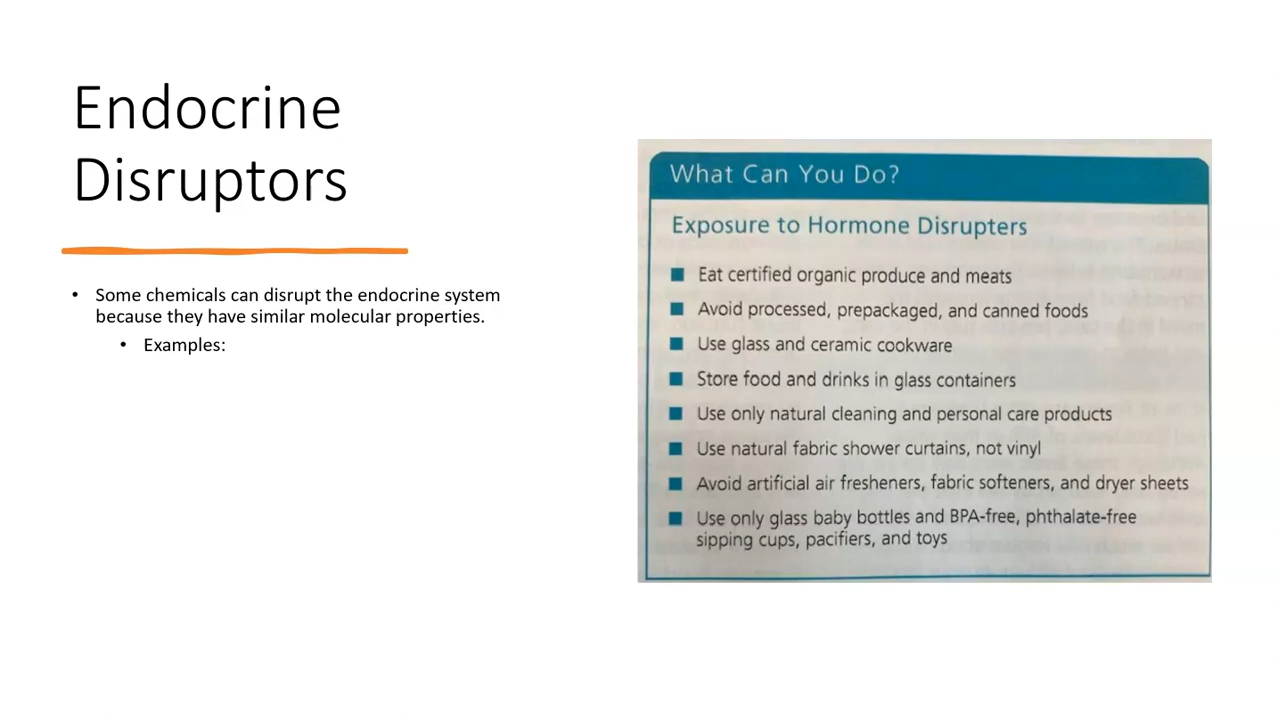 Endocrine
Disruptors
• Some chemicals can disrupt the endocrine system
because they have similar molecular properties.
• Examples:
What Can You Do?
Exposure to Hormone Disrupters
■ Eat certified organic produce and meats
■ Avoid processed, prepackaged, and canned foods
■ Use glass and ceramic cookware
■ Store food and drinks in glass containers
■ Use only natural cleaning and personal care products
■ Use natural fabric shower curtains, not vinyl
■ Avoid artificial air fresheners, fabric softeners, and dryer sheets
■ Use only glass baby bottles and BPA-free, phthalate-free
sipping cups, pacifiers, and toys